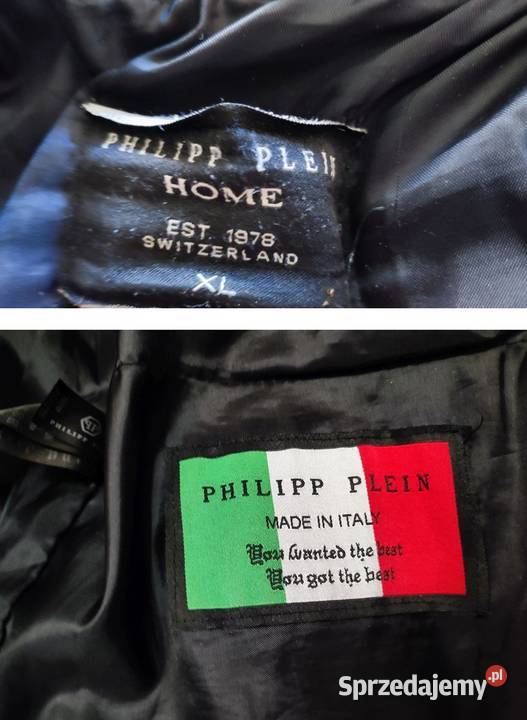 PHILIPP PLEIN
HOME
EST. 1978
SWITZERLAND
XL
PHILIPP
PHILIPP PLEIN
MADE IN ITALY
You wanted the best
You got the best
Sprzedajemy.pl